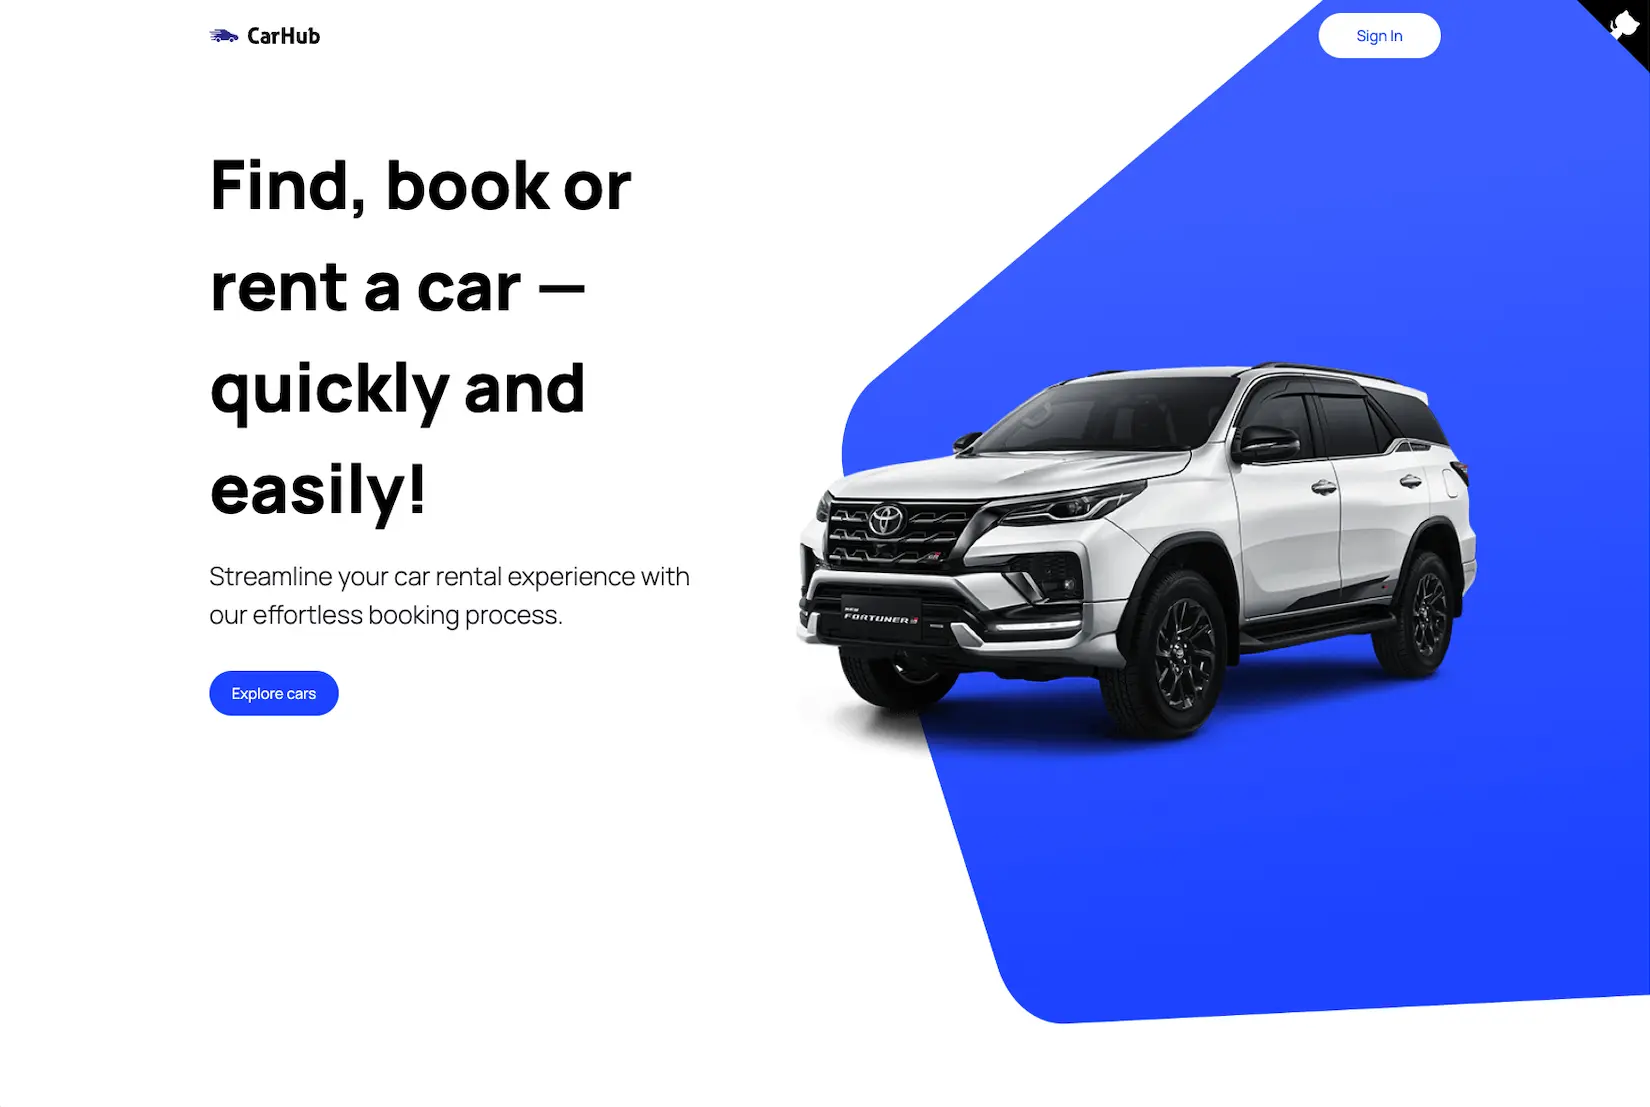 CarHub
Sign In
Find, book or
rent a car —
quickly and
easily!
Streamline your car rental experience with
our effortless booking process.
Explore cars
NEW
FORTUNER